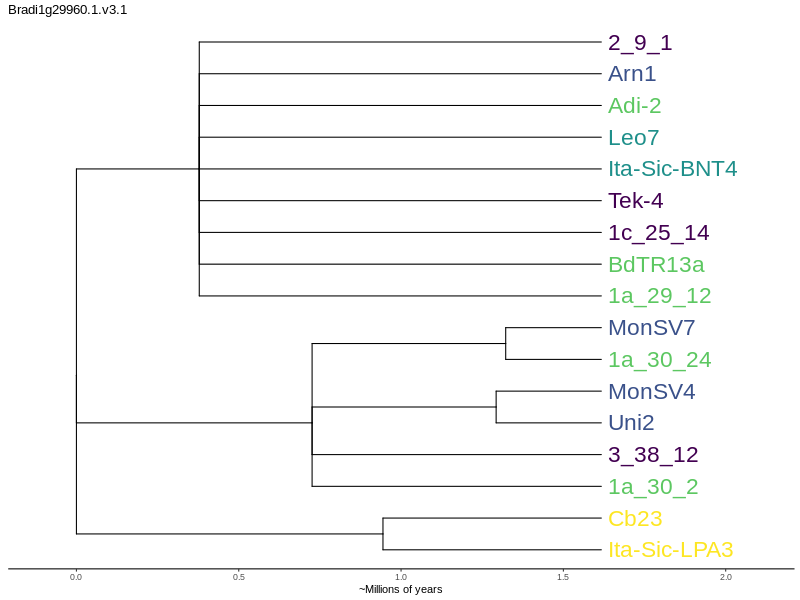 Bradi1g29960.1.v3.1
2_9_1
Arn1
Adi-2
Leo7
Ita-Sic-BNT4
Tek-4
1c_25_14
BdTR13a
1a_29_12
MonSV7
1a_30_24
MonSV4
Uni2
3_38_12
1a_30_2
Cb23
Ita-Sic-LPA3
0.0 0.5 1.0 1.5 2.0
~Millions of years